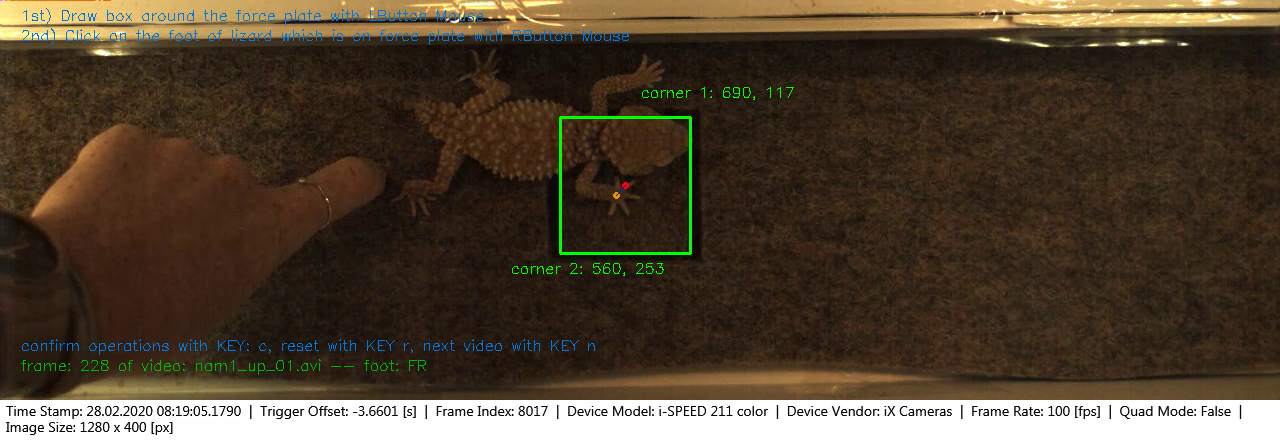 1st) Draw box around the force plate with LButton Mouse
2nd) Click on the foot of lizard which is on force plate with RButton Mouse
corner 1: 690, 117
corner 2: 560, 253
confirm operations with KEY: c, reset with KEY r, next video with KEY n
frame: 228 of video: nam1_up_01.avi -- foot: FR
Time Stamp: 28.02.2020 08:19:05.1790 | Trigger Offset: -3.6601 [s] | Frame Index: 8017 | Device Model: i-SPEED 211 color | Device Vendor: iX Cameras | Frame Rate: 100 [fps] | Quad Mode: False |
Image Size: 1280 x 400 [px]